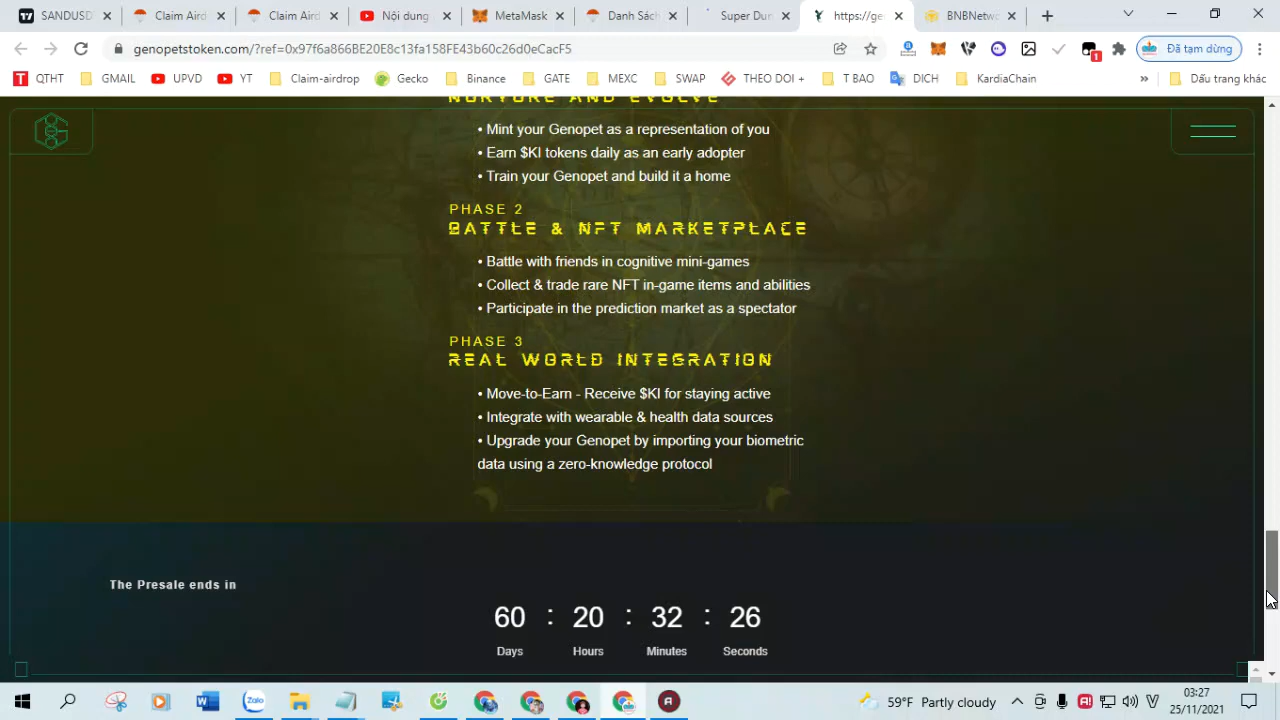 SANDUSD
Claim Aird
Claim Aird
Nội dung
MetaMask
Danh Sách
Super Dun
https://ge
BNBNetwo
genopetstoken.com/?ref=0x97f6a866BE20E8c13fa158FE43b60c26d0eCacF5
1
Đã tạm dừng
QTHT
GMAIL
UPVD
YT
Claim-airdrop
Gecko
Binance
GATE
MEXC
SWAP
THEO DOI +
T BAO
DỊCH
KardiaChain
»
Dấu trang khác
NURTURE AND EVOLVE
• Mint your Genopet as a representation of you
• Earn $KI tokens daily as an early adopter
• Train your Genopet and build it a home
PHASE 2
BATTLE & NFT MARKETPLACE
• Battle with friends in cognitive mini-games
• Collect & trade rare NFT in-game items and abilities
• Participate in the prediction market as a spectator
PHASE 3
REAL WORLD INTEGRATION
• Move-to-Earn - Receive $KI for staying active
• Integrate with wearable & health data sources
• Upgrade your Genopet by importing your biometric
data using a zero-knowledge protocol
The Presale ends in
60 : 20 : 32 : 26
Days Hours Minutes Seconds
Zalo
59°F Partly cloudy
03:27
25/11/2021